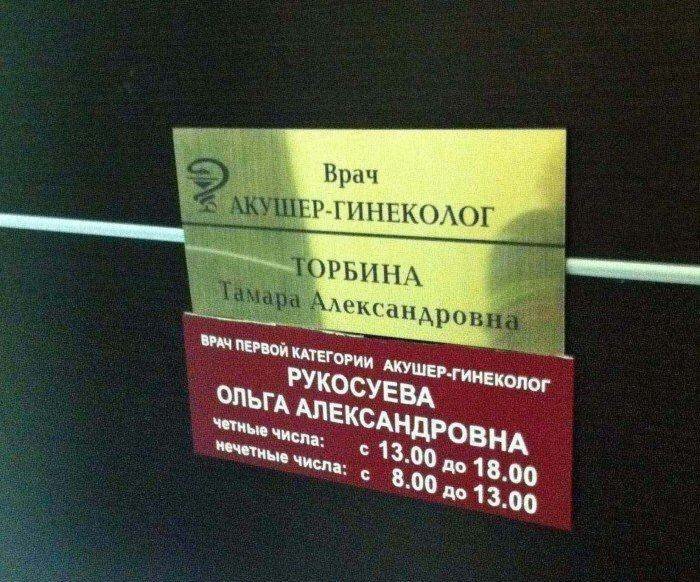 Врач
АКУШЕР-ГИНЕКОЛОГ
ТОРБИНА
Тамара Александровна
ВРАЧ ПЕРВОЙ КАТЕГОРИИ АКУШЕР-ГИНЕКОЛОГ
РУКОСУЕВА
ОЛЬГА АЛЕКСАНДРОВНА
четные числа: с 13.00 до 18.00
нечетные числа: с 8.00 до 13.00